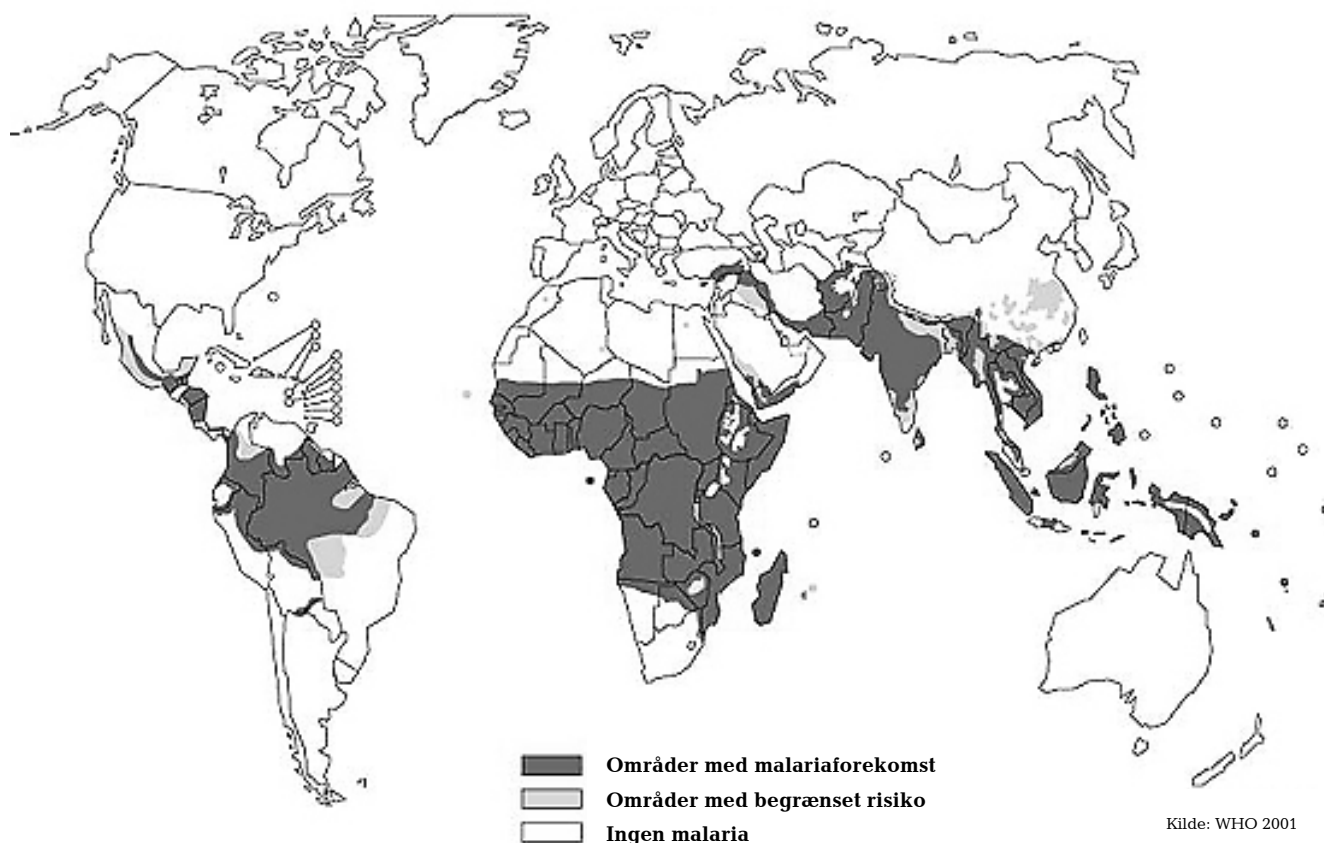 Områder med malariaforekomst
Områder med begrænset risiko
Ingen malaria
Kilde: WHO 2001